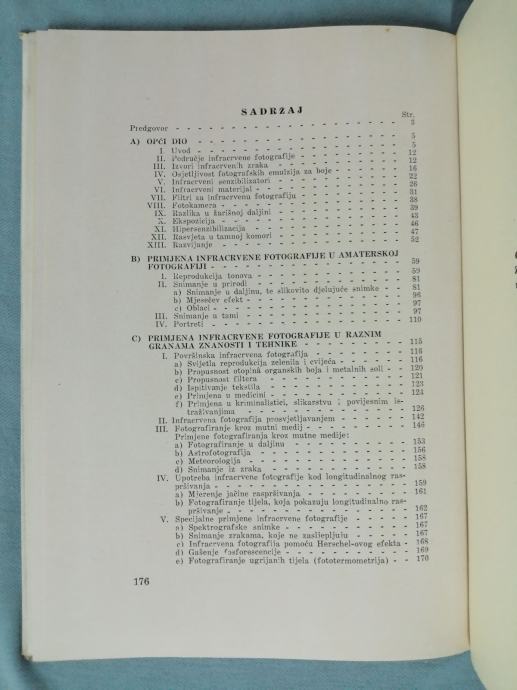 SADRŽAJ
Str.
Predgovor - - - - - - - - - - - - - - 3
A) OPĆI DIO - - - - - - - - - - - - - 5
I. Uvod - - - - - - - - - - - - - 5
II. Područje infracrvene fotografije - - - - - - 12
III. Izvori infracrvenih zraka - - - - - - - - 12
IV. Osjetljivost fotografskih emulzija za boje - - - - 16
V. Infracrveni senzibilizatori - - - - - - - - 22
VI. Infracrveni materijal - - - - - - - - - 26
VII. Filtri za infracrvenu fotografiju - - - - - - 31
VIII. Fotokamera - - - - - - - - - - - 38
IX. Razlika u žarišnoj daljini - - - - - - - 39
X. Ekspozicija - - - - - - - - - - - 43
XI. Hipersenzibilizacija - - - - - - - - - 46
XII. Rasvjeta u tamnoj komori - - - - - - - 47
XIII. Razvijanje - - - - - - - - - - - 52
B) PRIMJENA INFRACRVENE FOTOGRAFIJE U AMATERSKOJ
FOTOGRAFIJI - - - - - - - - - - - - 59
I. Reprodukcija tonova - - - - - - - - - 59
II. Snimanje u prirodi - - - - - - - - - 81
a) Snimanje u daljinu, te slikovito djelujuće snimke - - 81
b) Mjesečev efekt - - - - - - - - - 96
c) Oblaci - - - - - - - - - - - 97
III. Snimanje u tami - - - - - - - - - - 97
IV. Portreti - - - - - - - - - - - - 110
C) PRIMJENA INFRACRVENE FOTOGRAFIJE U RAZNIM
GRANAMA ZNANOSTI I TEHNIKE - - - - - - - 115
I. Površinska infracrvena fotografija - - - - - - 116
a) Svijetla reprodukcija zelenila i cvijeća - - - - 116
b) Propusnost otopina organskih boja i metalnih soli - - 120
c) Propusnost filtera - - - - - - - - 121
d) Ispitivanje tekstila - - - - - - - - 123
e) Primjena u medicini - - - - - - - - 124
f) Primjena u kriminalistici, slikarstvu i povijesnim is-
traživanjima - - - - - - - - - - 126
II. Infracrvena fotografija prosvjetljavanjem - - - - 142
III. Fotografiranje kroz mutni medij - - - - - - 146
Primjene fotografiranja kroz mutne medije:
a) Fotografiranje u daljinu - - - - - - - 153
b) Astrofotografija - - - - - - - - - 156
c) Meteorologija - - - - - - - - - - 158
d) Snimanje iz zraka - - - - - - - - 158
IV. Upotreba infracrvene fotografije kod longitudinalnog ras-
pršivanja - - - - - - - - - - - - 159
a) Mjerenje jačine raspršivanja - - - - - - 161
b) Fotografiranje tijela, koja pokazuju longitudinalno ras-
pršivanje - - - - - - - - - - - 162
V. Specijalne primjene infracrvene fotografije - - - - 167
a) Spektrografske snimke - - - - - - - 167
b) Snimanje zrakama, koje ne zasljepljuju - - - - 167
c) Infracrvena fotografija pomoću Herschel-ovog efekta - 168
d) Gašenje fosforescencije - - - - - - - 169
e) Fotografiranje ugrijanih tijela (fototermometrija) - - 170
176